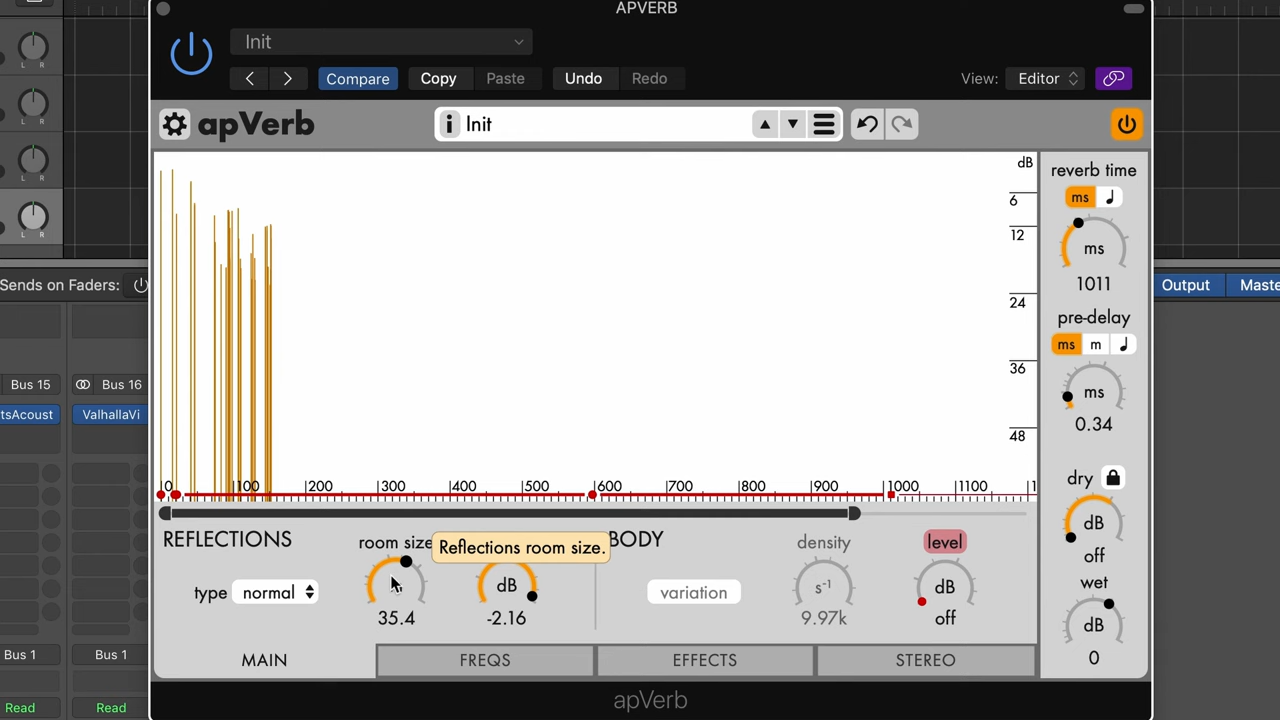 APVERB
Init
Compare
Copy
Paste
Undo
Redo
View:
Editor
apVerb
i
Init
dB
6
12
24
36
48
0
100
200
300
400
500
600
700
800
900
1000
1100
reverb time
ms
ms
1011
pre-delay
ms
m
ms
0.34
dry
dB
off
wet
dB
0
REFLECTIONS
type
normal
room size
35.4
Reflections room size.
dB
-2.16
BODY
variation
density
s⁻¹
9.97k
level
dB
off
MAIN
FREQS
EFFECTS
STEREO
apVerb
L R
L R
L R
L R
Sends on Faders:
Bus 15
Bus 16
tsAcoust
ValhallaVi
Bus 1
Bus 1
Read
Read
Output
Maste